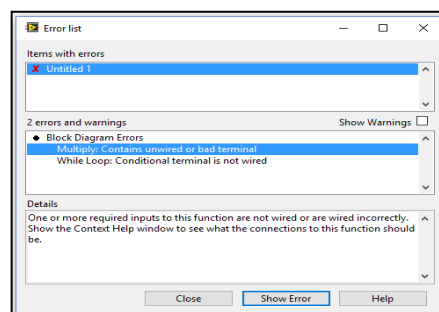 Error list
Items with errors
Untitled 1
2 errors and warnings Show Warnings
Block Diagram Errors
Multiply: Contains unwired or bad terminal
While Loop: Conditional terminal is not wired
Details
One or more required inputs to this function are not wired or are wired incorrectly.
Show the Context Help window to see what the connections to this function should
be.
Close Show Error Help